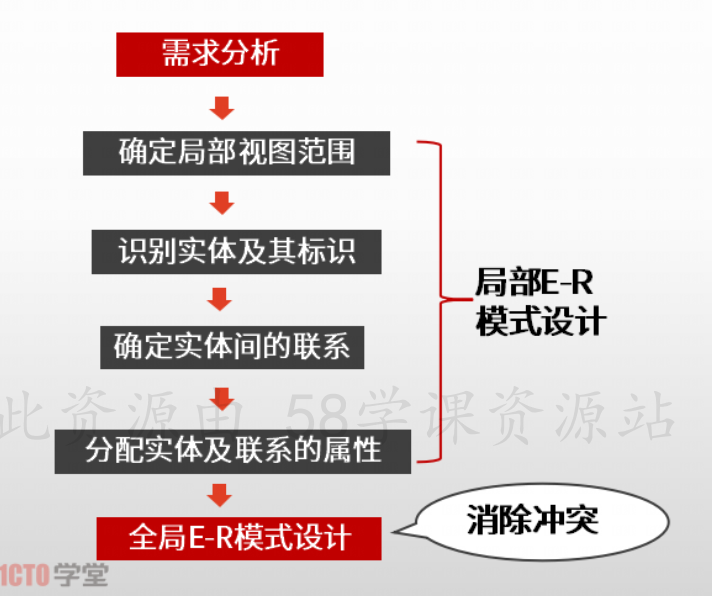 需求分析
确定局部视图范围
识别实体及其标识
确定实体间的联系
局部E-R
模式设计
此资源由 58学课资源站
分配实体及联系的属性
全局E-R模式设计
消除冲突
1CTO学堂